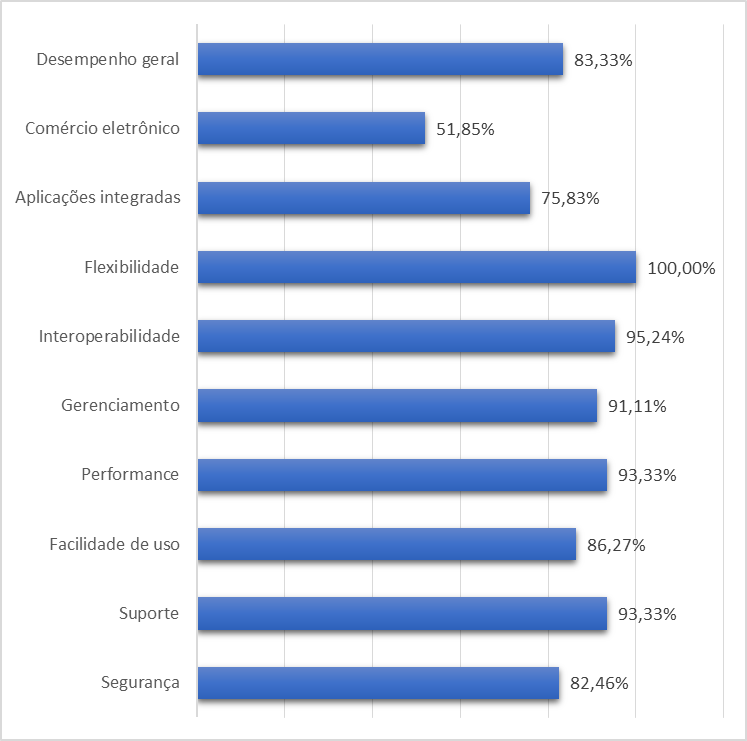 Desempenho geral 83,33%
Comércio eletrônico 51,85%
Aplicações integradas 75,83%
Flexibilidade 100,00%
Interoperabilidade 95,24%
Gerenciamento 91,11%
Performance 93,33%
Facilidade de uso 86,27%
Suporte 93,33%
Segurança 82,46%